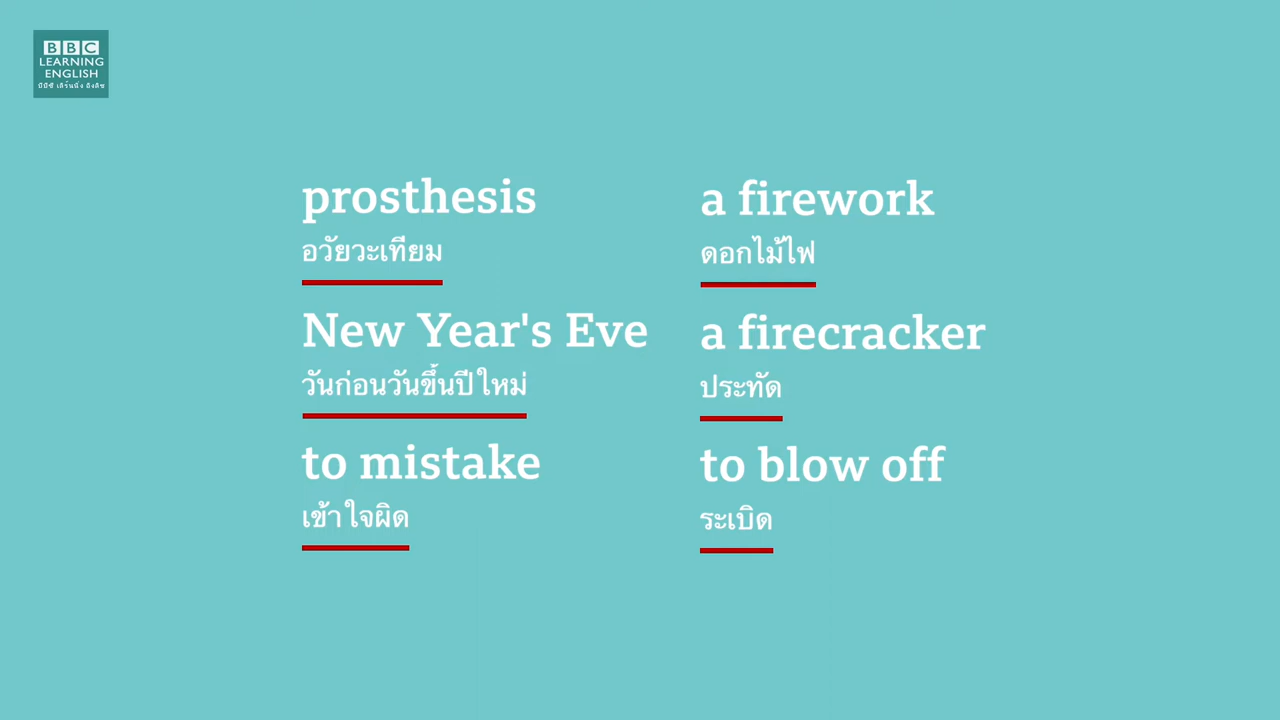 BBC
LEARNING
ENGLISH
บีบีซี เลิร์นนิง อิงลิช
prosthesis
อวัยวะเทียม
New Year's Eve
วันก่อนวันขึ้นปีใหม่
to mistake
เข้าใจผิด
a firework
ดอกไม้ไฟ
a firecracker
ประทัด
to blow off
ระเบิด